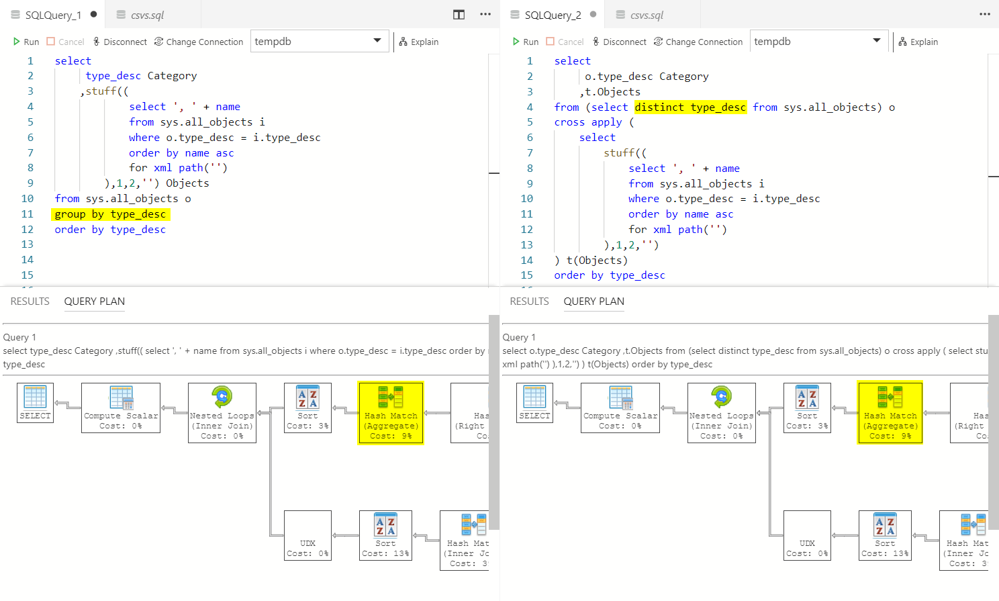 SQLQuery_1 csvs.sql
Run Cancel Disconnect Change Connection tempdb Explain
1 select
2 type_desc Category
3 ,stuff((
4 select ', ' + name
5 from sys.all_objects i
6 where o.type_desc = i.type_desc
7 order by name asc
8 for xml path('')
9 ),1,2,'') Objects
10 from sys.all_objects o
11 group by type_desc
12 order by type_desc
13
14
15
RESULTS QUERY PLAN
Query 1
select type_desc Category ,stuff(( select ', ' + name from sys.all_objects i where o.type_desc = i.type_desc order by
type_desc
SELECT
Compute Scalar
Cost: 0%
Nested Loops
(Inner Join)
Cost: 0%
Sort
Cost: 3%
Hash Match
(Aggregate)
Cost: 9%
Has
(Right
Co
UDX
Cost: 0%
Sort
Cost: 13%
Hash Mat
(Inner Jo
Cost: 3
SQLQuery_2 csvs.sql
Run Cancel Disconnect Change Connection tempdb Explain
1 select
2 o.type_desc Category
3 ,t.Objects
4 from (select distinct type_desc from sys.all_objects) o
5 cross apply (
6 select
7 stuff((
8 select ', ' + name
9 from sys.all_objects i
10 where o.type_desc = i.type_desc
11 order by name asc
12 for xml path('')
13 ),1,2,'')
14 ) t(Objects)
15 order by type_desc
RESULTS QUERY PLAN
Query 1
select o.type_desc Category ,t.Objects from (select distinct type_desc from sys.all_objects) o cross apply ( select stu
xml path('') ),1,2,'') ) t(Objects) order by type_desc
SELECT
Compute Scalar
Cost: 0%
Nested Loops
(Inner Join)
Cost: 0%
Sort
Cost: 3%
Hash Match
(Aggregate)
Cost: 9%
Has
(Right
Co
UDX
Cost: 0%
Sort
Cost: 13%
Hash Mat
(Inner Jo
Cost: 3